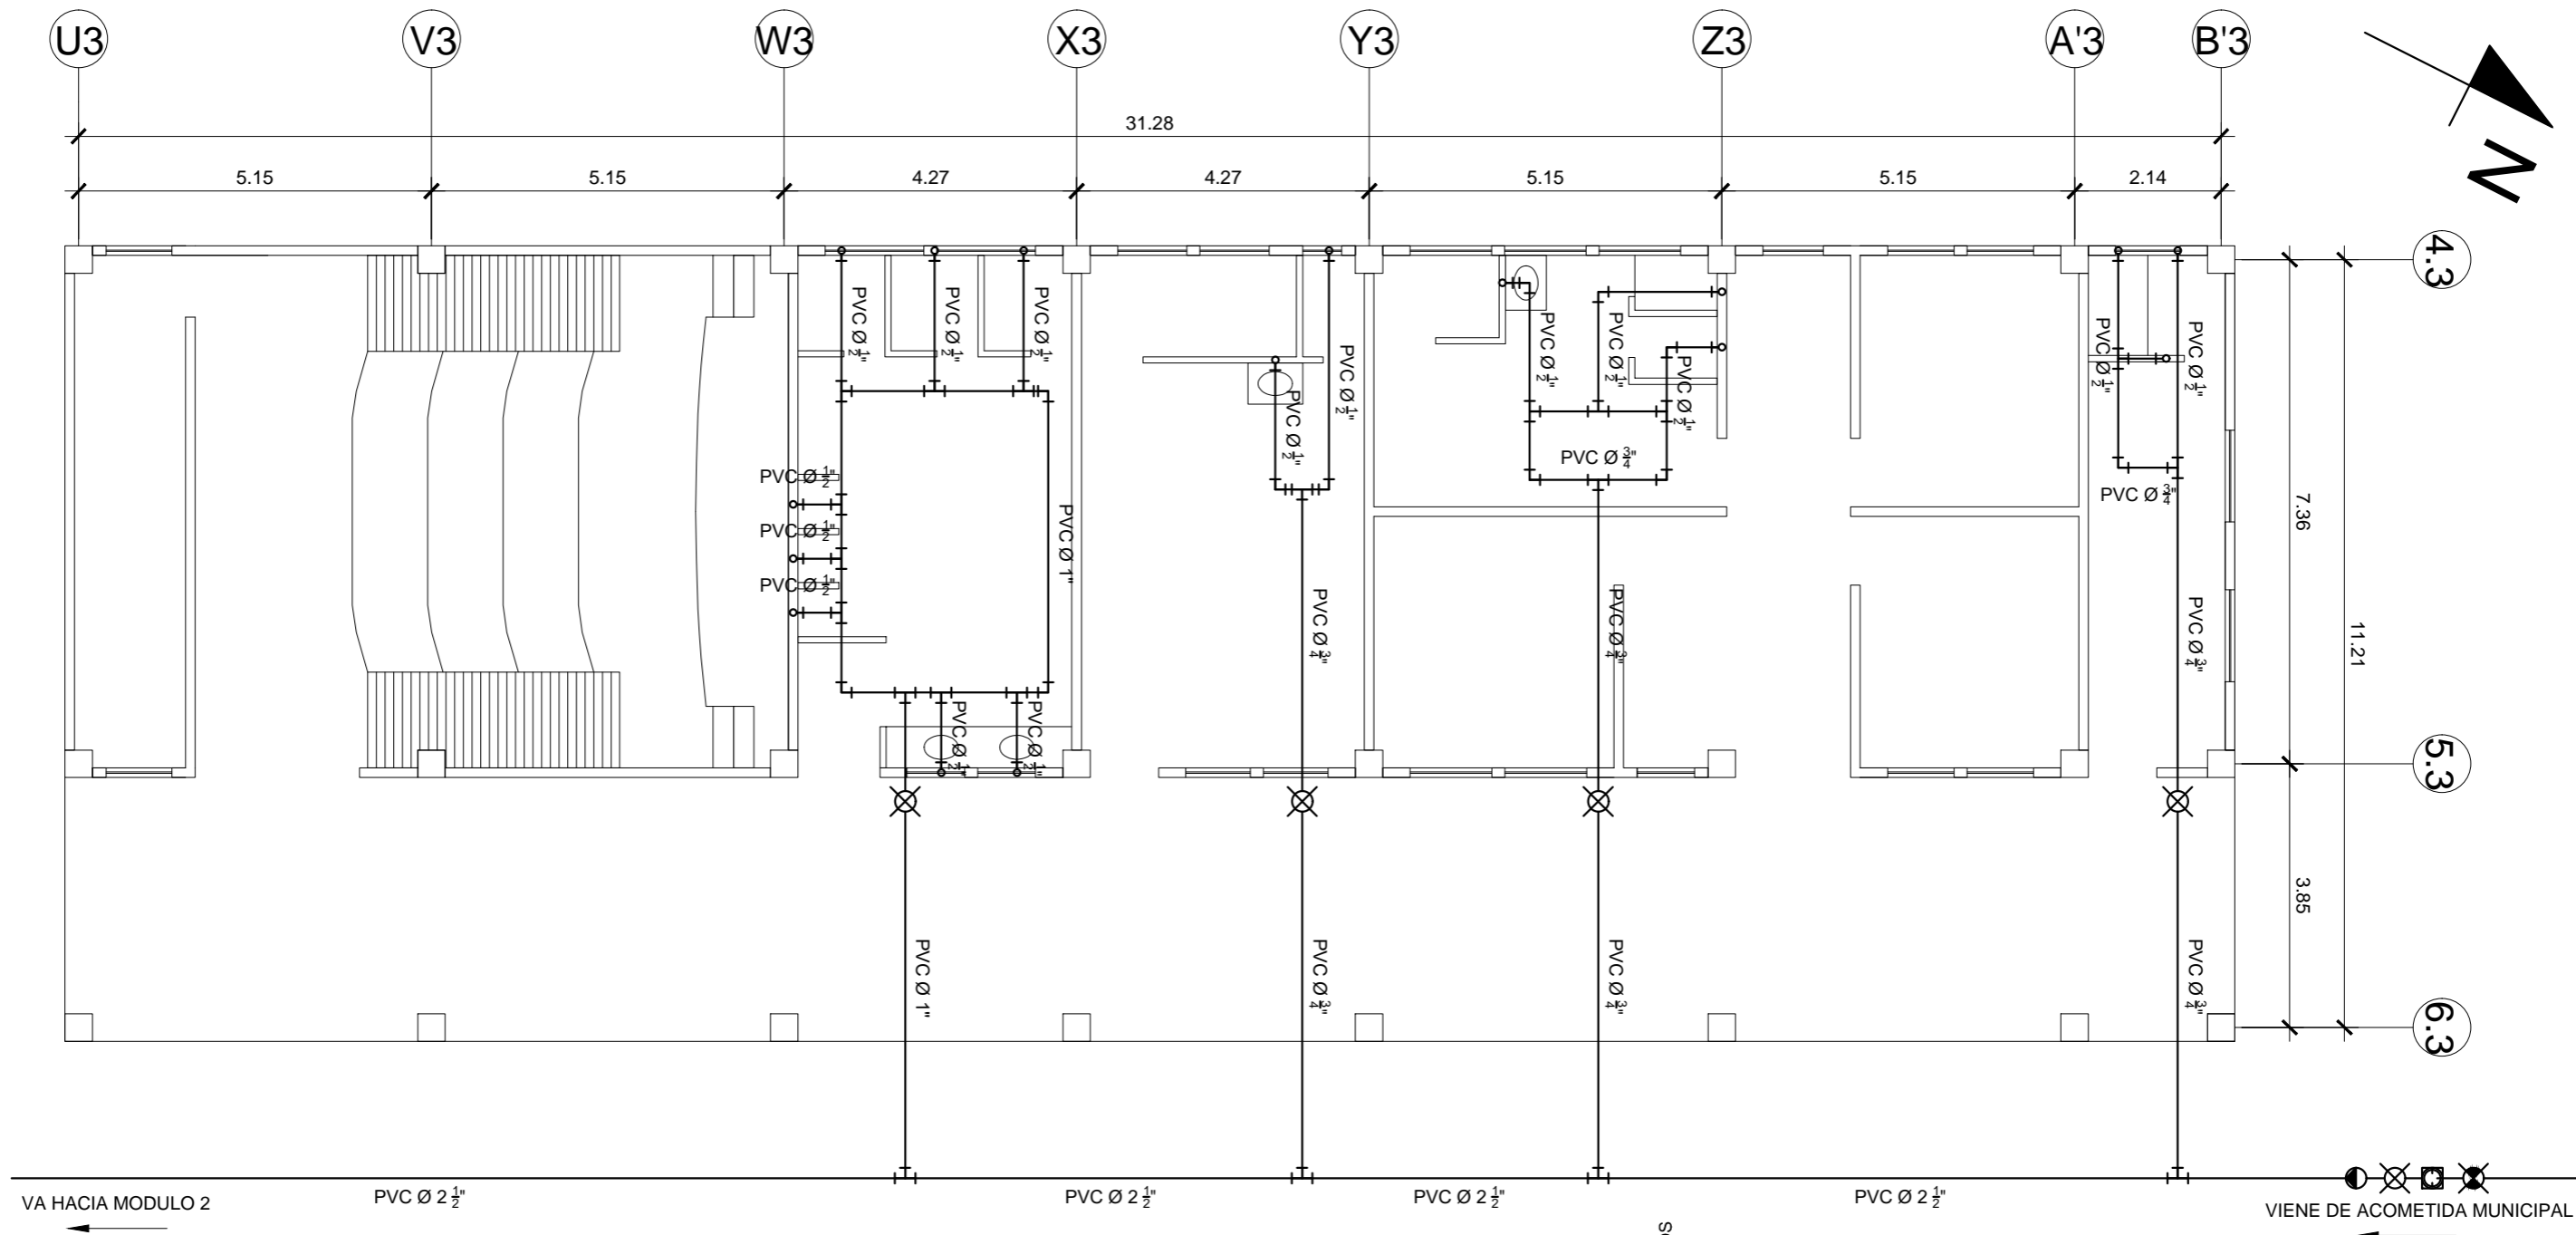 U3
V3
W3
X3
Y3
Z3
A'3
B'3
N
31.28
5.15
5.15
4.27
4.27
5.15
5.15
2.14
4.3
5.3
6.3
7.36
3.85
11.21
PVC Ø 1/2"
PVC Ø 1/2"
PVC Ø 1/2"
PVC Ø 1/2"
PVC Ø 1/2"
PVC Ø 1/2"
PVC Ø 1"
PVC Ø 1/2"
PVC Ø 1/2"
PVC Ø 1"
PVC Ø 1/2"
PVC Ø 1/2"
PVC Ø 3/4"
PVC Ø 3/4"
PVC Ø 1/2"
PVC Ø 1/2"
PVC Ø 1/2"
PVC Ø 3/4"
PVC Ø 3/4"
PVC Ø 3/4"
PVC Ø 1/2"
PVC Ø 1/2"
PVC Ø 3/4"
PVC Ø 3/4"
PVC Ø 3/4"
VA HACIA MODULO 2
PVC Ø 2 1/2"
PVC Ø 2 1/2"
PVC Ø 2 1/2"
PVC Ø 2 1/2"
VIENE DE ACOMETIDA MUNICIPAL